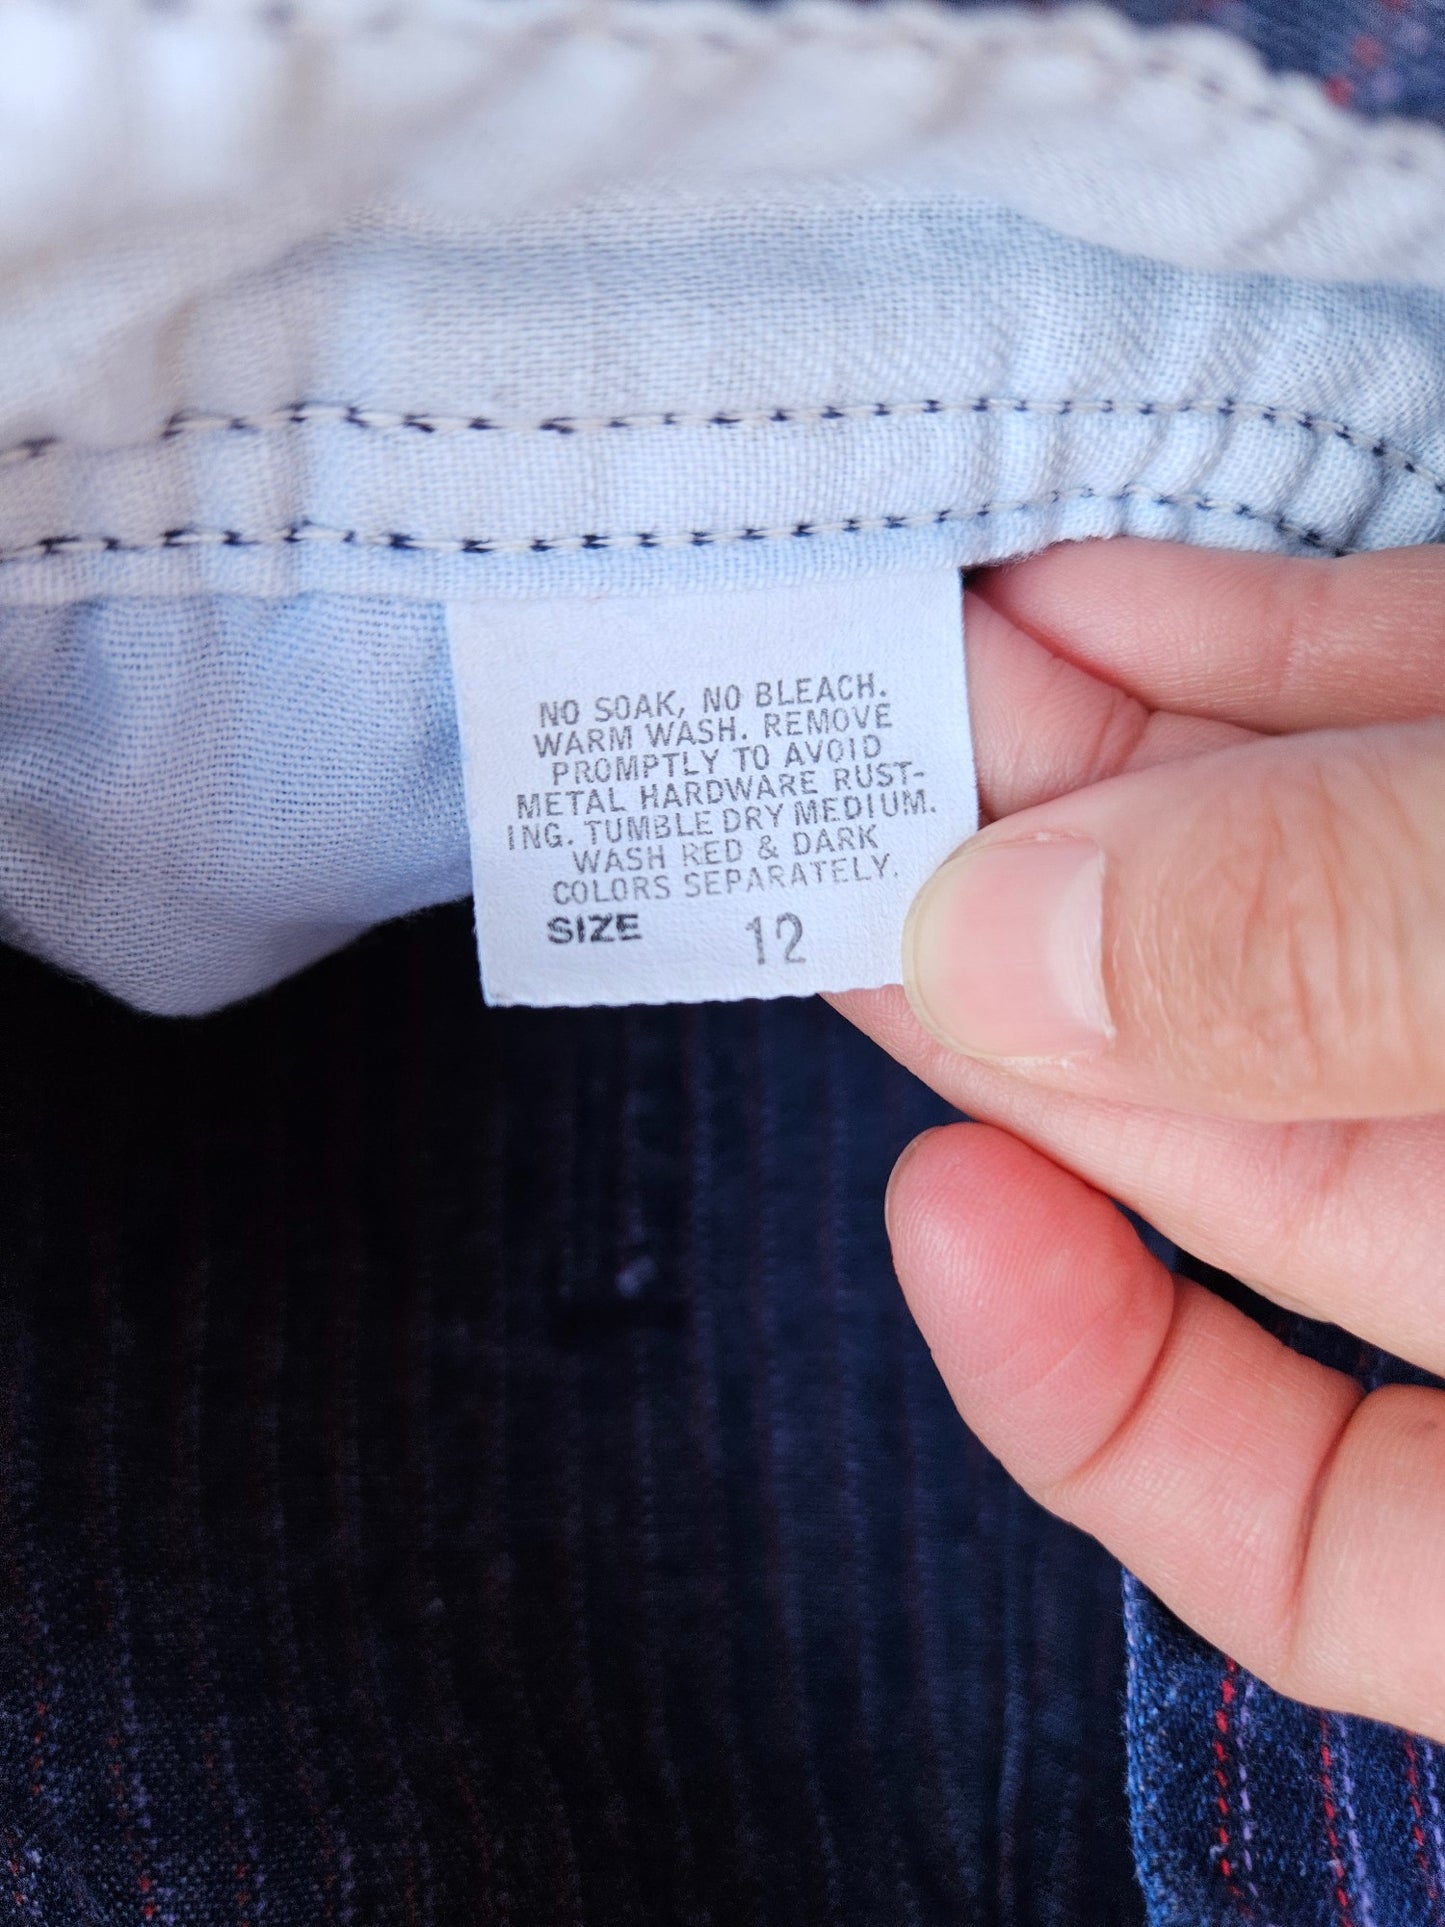 NO SOAK, NO BLEACH.
WARM WASH. REMOVE
PROMPTLY TO AVOID
METAL HARDWARE RUST-
ING. TUMBLE DRY MEDIUM.
WASH RED & DARK
COLORS SEPARATELY.
SIZE 12